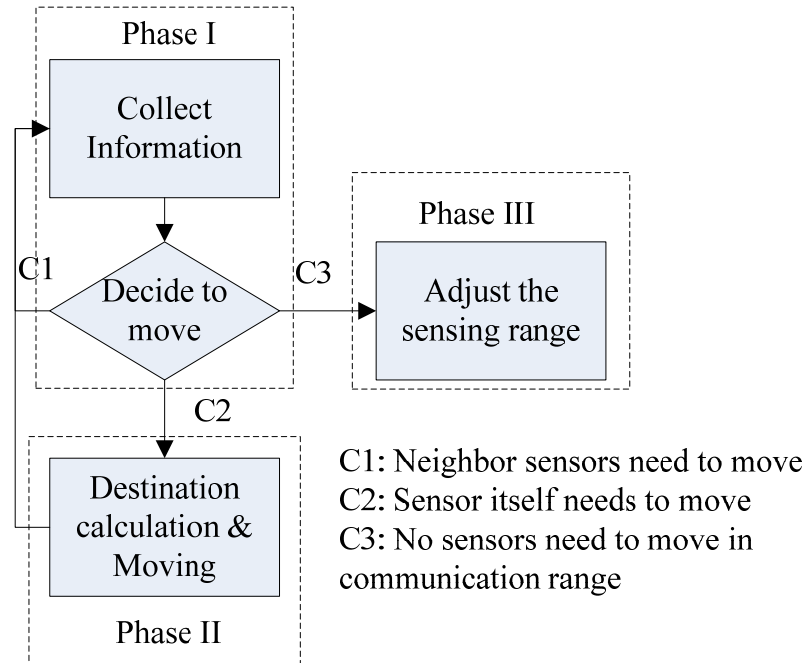 Phase I
Collect
Information
C1
Decide to
move
C3
C2
Phase III
Adjust the
sensing range
Destination
calculation &
Moving
Phase II
C1: Neighbor sensors need to move
C2: Sensor itself needs to move
C3: No sensors need to move in
communication range